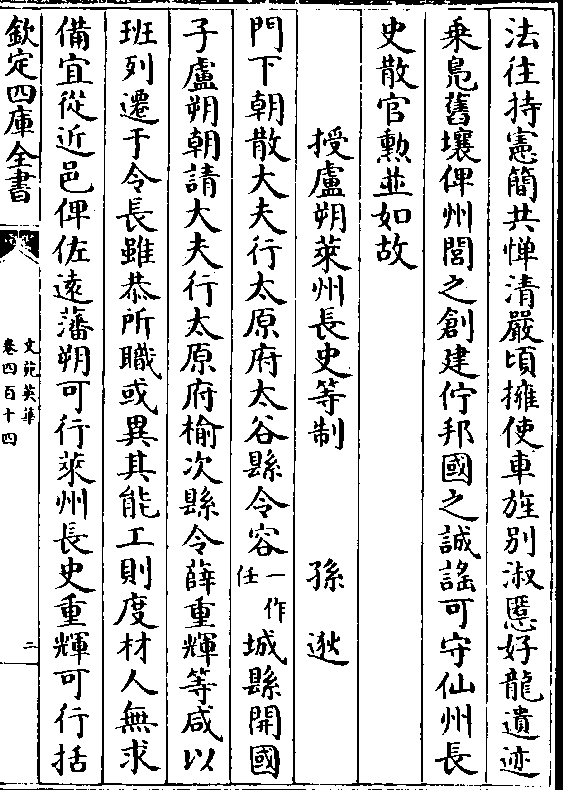 法往持憲簡共憚清嚴頃擁使車旌别淑慝好龍遺迹
乗鳬舊壤俾州閭之創建佇邦國之誠謡可守仙州長
史散官勲並如故
授盧朔萊州長史等制 孫逖
門下朝散大夫行太原府太谷縣令容一作任城縣開國
子盧朔朝請大夫行太原府榆次縣令薛重輝等咸以
班列遷于令長雖恭所職或異其能工則度材人無求
備宜從近邑俾佐遠藩朔可行萊州長史重輝可行括
欽定四庫全書
文苑英華
卷四百十四
二